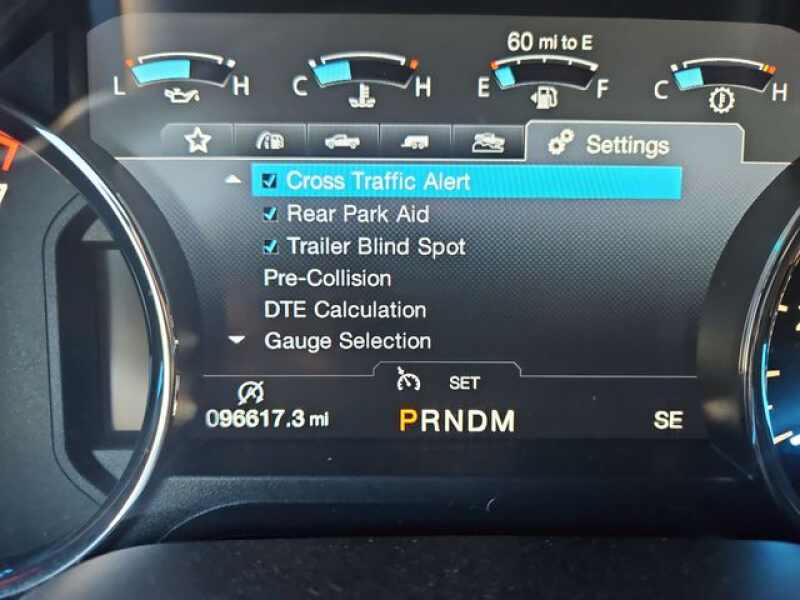 60 mi to E
L H C H E F C H
Settings
Cross Traffic Alert
Rear Park Aid
Trailer Blind Spot
Pre-Collision
DTE Calculation
Gauge Selection
SET
096617.3 mi PRNDM SE